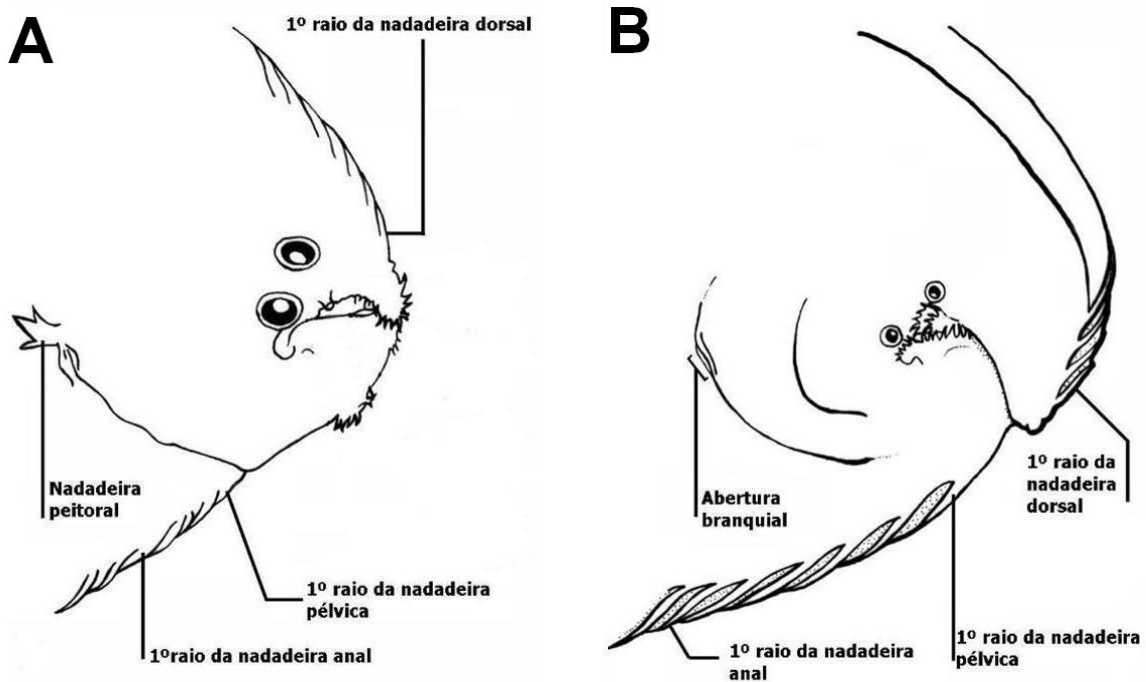 A
1º raio da nadadeira dorsal
Nadadeira
peitoral
1º raio da nadadeira
pélvica
1ºraio da nadadeira anal
B
Abertura
branquial
1º raio da
nadadeira
dorsal
1º raio da nadadeira
anal
1º raio da nadadeira
pélvica